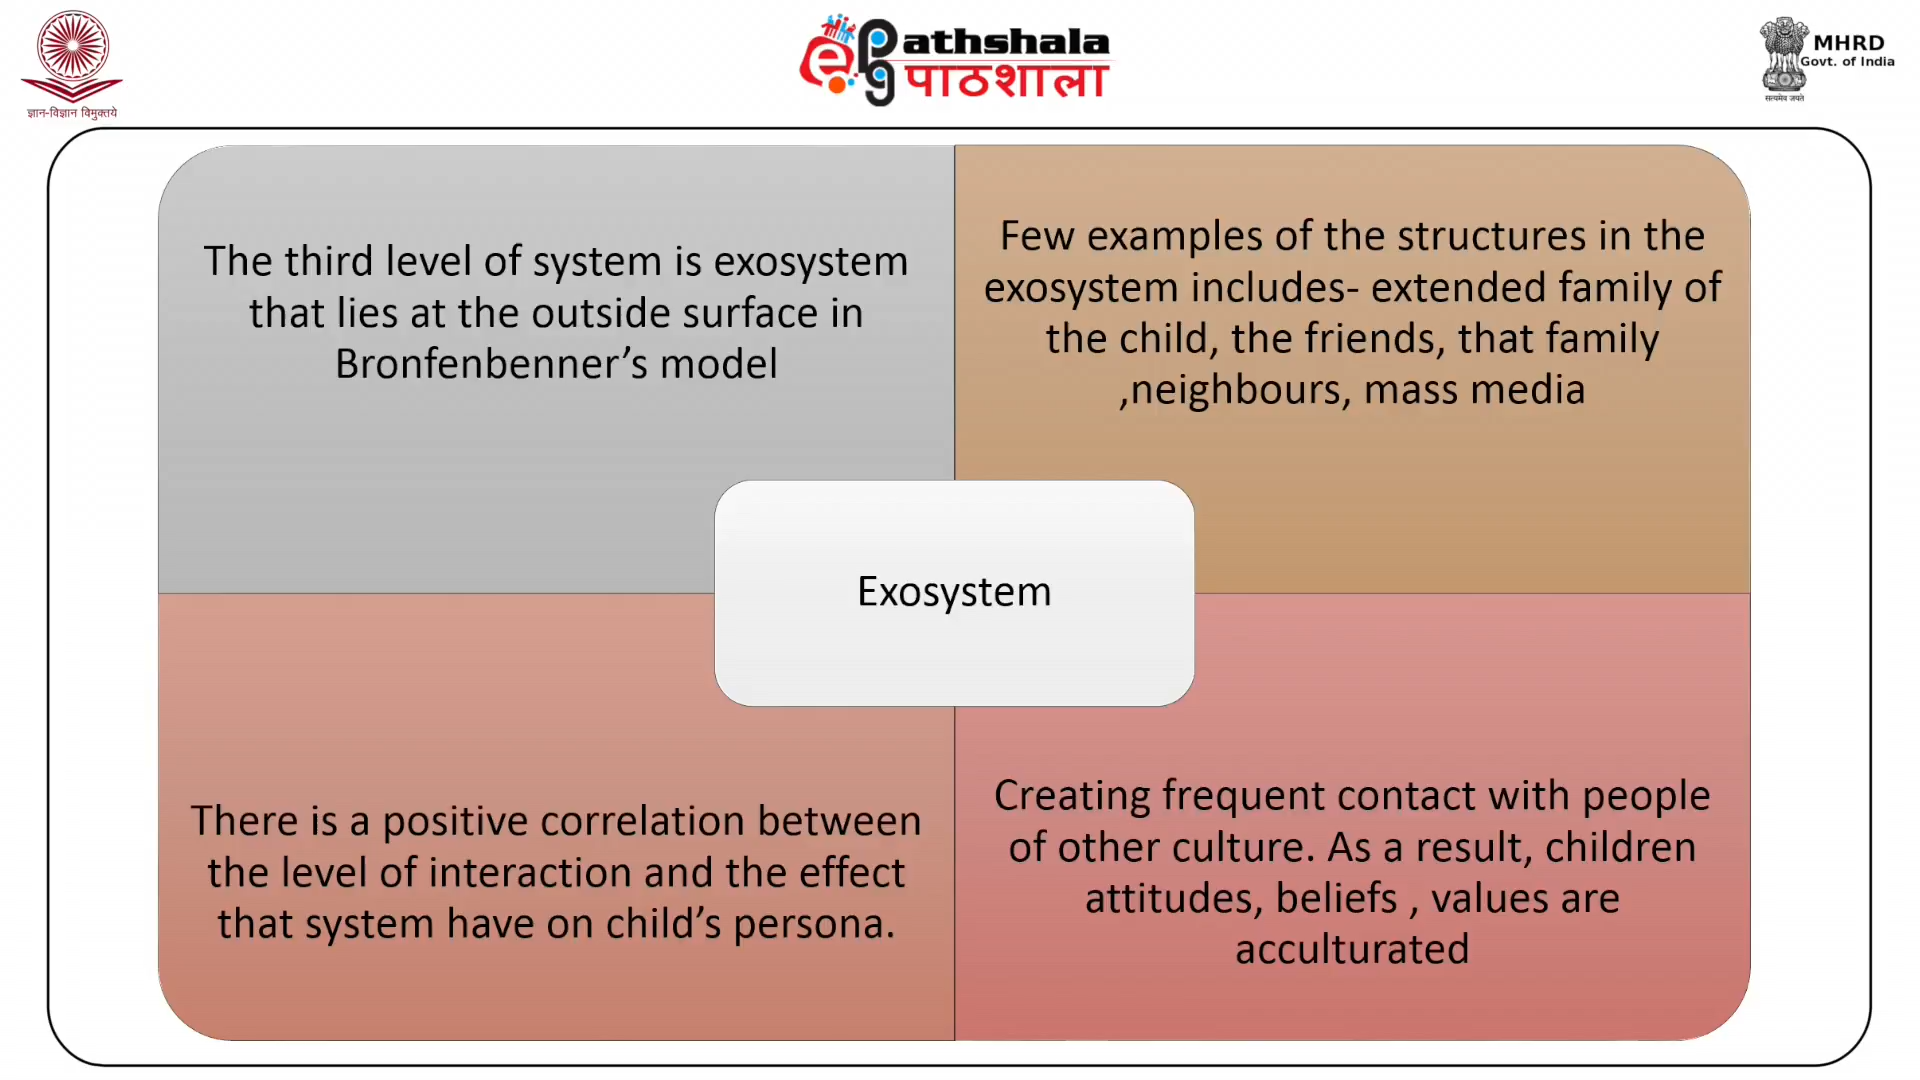 ज्ञान-विज्ञान विमुक्तये
ePG athshala
पाठशाला
MHRD
Govt. of India
सत्यमेव जयते
The third level of system is exosystem
that lies at the outside surface in
Bronfenbenner’s model
Few examples of the structures in the
exosystem includes- extended family of
the child, the friends, that family
,neighbours, mass media
Exosystem
There is a positive correlation between
the level of interaction and the effect
that system have on child’s persona.
Creating frequent contact with people
of other culture. As a result, children
attitudes, beliefs , values are
acculturated